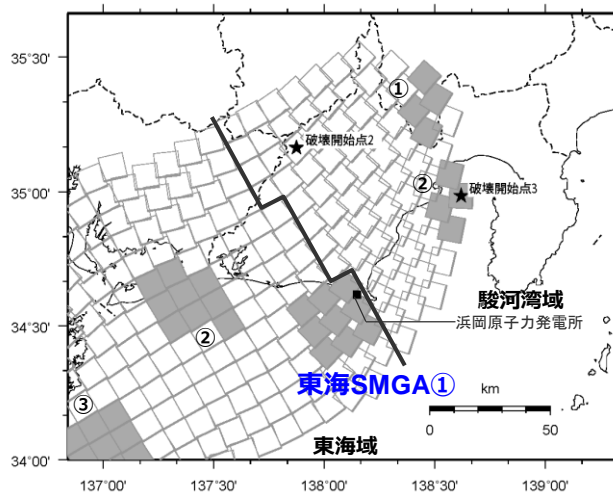 35°30'
35°00'
34°30'
34°00'
①
破壊開始点2
②
破壊開始点3
駿河湾域
浜岡原子力発電所
②
東海SMGA①
③
km
0
50
東海域
137°00'
137°30'
138°00'
138°30'
139°00'